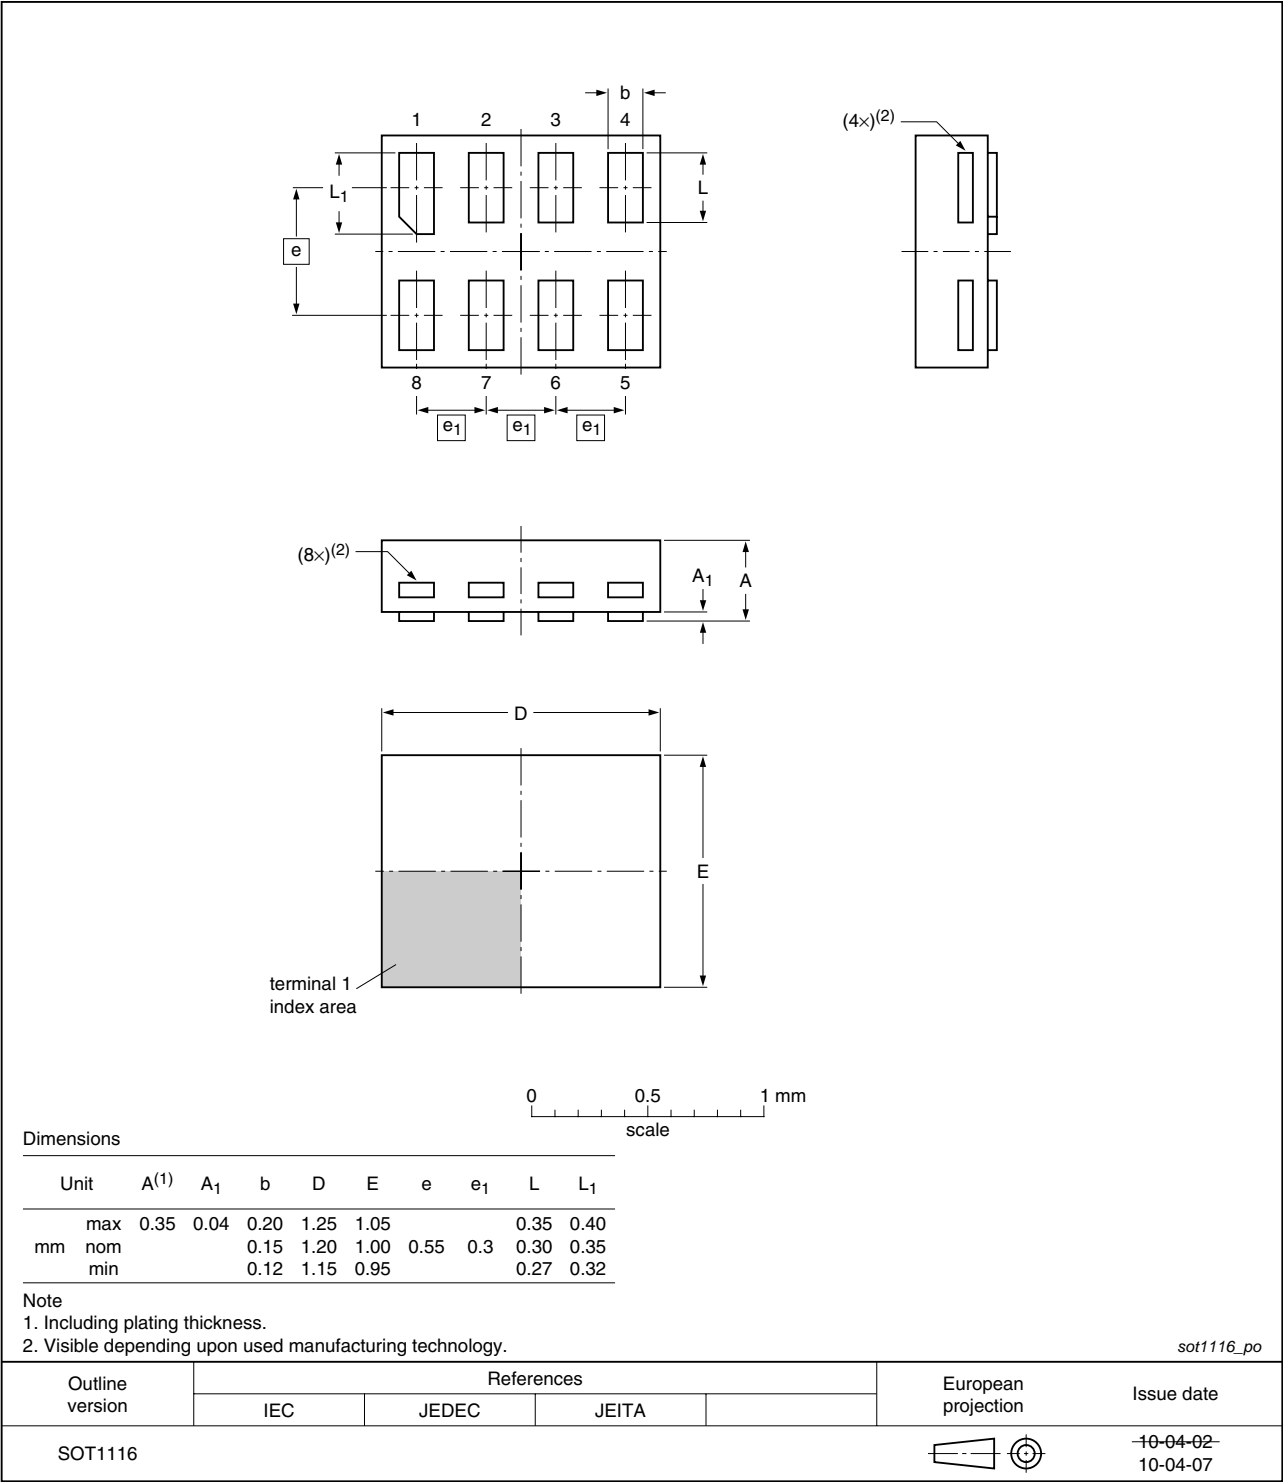 b
1 2 3 4
(4×)(2)
L1
L
e
8 7 6 5
e1 e1 e1
(8×)(2)
A1 A
D
E
terminal 1
index area
0 0.5 1 mm
scale
Dimensions
Unit A(1) A1 b D E e e1 L L1
max 0.35 0.04 0.20 1.25 1.05 0.35 0.40
mm nom 0.15 1.20 1.00 0.55 0.3 0.30 0.35
min 0.12 1.15 0.95 0.27 0.32
Note
1. Including plating thickness.
2. Visible depending upon used manufacturing technology.
sot1116_po
Outline
version
References
IEC JEDEC JEITA
European
projection
Issue date
SOT1116
10-04-02
10-04-07